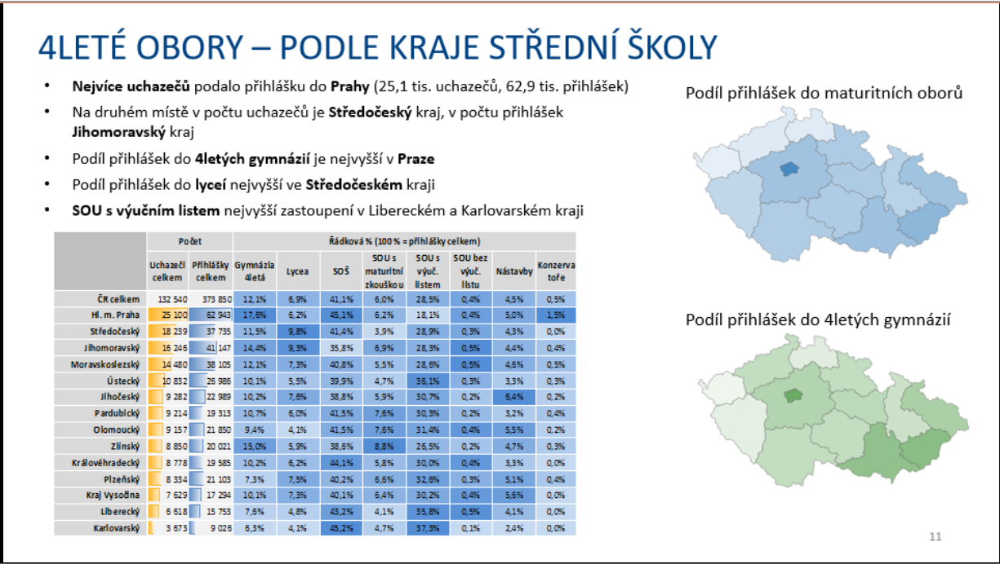 4LETÉ OBORY – PODLE KRAJE STŘEDNÍ ŠKOLY
• Nejvíce uchazečů podalo přihlášku do Prahy (25,1 tis. uchazečů, 62,9 tis. přihlášek)
• Na druhém místě v počtu uchazečů je Středočeský kraj, v počtu přihlášek
Jihomoravský kraj
• Podíl přihlášek do 4letých gymnázií je nejvyšší v Praze
• Podíl přihlášek do lyceí nejvyšší ve Středočeském kraji
• SOU s výučním listem nejvyšší zastoupení v Libereckém a Karlovarském kraji
Počet Řádková % (100 % = přihlášky celkem)
Uchazeči celkem Přihlášky celkem Gymnázia 4letá Lycea SOŠ SOU s maturitní zkouškou SOU s výuč. listem SOU bez výuč. listu Nástavby Konzervatoře
ČR celkem 132 540 373 850 12,1% 6,9% 41,1% 6,0% 28,5% 0,4% 4,5% 0,5%
Hl. m. Praha 25 100 62 943 17,6% 6,2% 45,1% 6,2% 18,1% 0,4% 5,0% 1,5%
Středočeský 18 239 37 735 11,5% 9,8% 41,4% 3,9% 28,9% 0,3% 4,3% 0,0%
Jihomoravský 16 246 41 147 14,4% 9,3% 35,8% 6,9% 28,3% 0,5% 4,4% 0,4%
Moravskoslezský 14 480 38 105 12,1% 7,3% 40,8% 5,5% 28,6% 0,5% 4,6% 0,5%
Ústecký 10 832 26 986 10,1% 5,5% 39,9% 4,7% 36,1% 0,3% 3,3% 0,3%
Jihočeský 9 282 22 989 10,2% 7,6% 38,8% 5,9% 30,7% 0,2% 6,4% 0,2%
Pardubický 9 214 19 313 10,7% 6,0% 41,5% 7,6% 30,3% 0,2% 3,2% 0,4%
Olomoucký 9 157 21 850 9,4% 4,1% 41,5% 7,6% 31,4% 0,4% 5,5% 0,2%
Zlínský 8 850 20 021 15,0% 5,9% 38,6% 8,8% 26,5% 0,2% 4,7% 0,3%
Královéhradecký 8 778 19 585 10,2% 6,2% 44,1% 5,8% 30,0% 0,4% 3,3% 0,0%
Plzeňský 8 334 21 103 7,3% 7,5% 40,2% 6,6% 32,6% 0,3% 5,1% 0,4%
Kraj Vysočina 7 629 17 294 10,1% 7,3% 40,1% 6,4% 30,2% 0,4% 5,6% 0,0%
Liberecký 6 618 15 753 7,6% 4,8% 43,2% 4,1% 35,8% 0,5% 4,1% 0,0%
Karlovarský 3 673 9 026 6,3% 4,1% 45,2% 4,7% 37,3% 0,1% 2,4% 0,0%
Podíl přihlášek do maturitních oborů
Podíl přihlášek do 4letých gymnázií
11